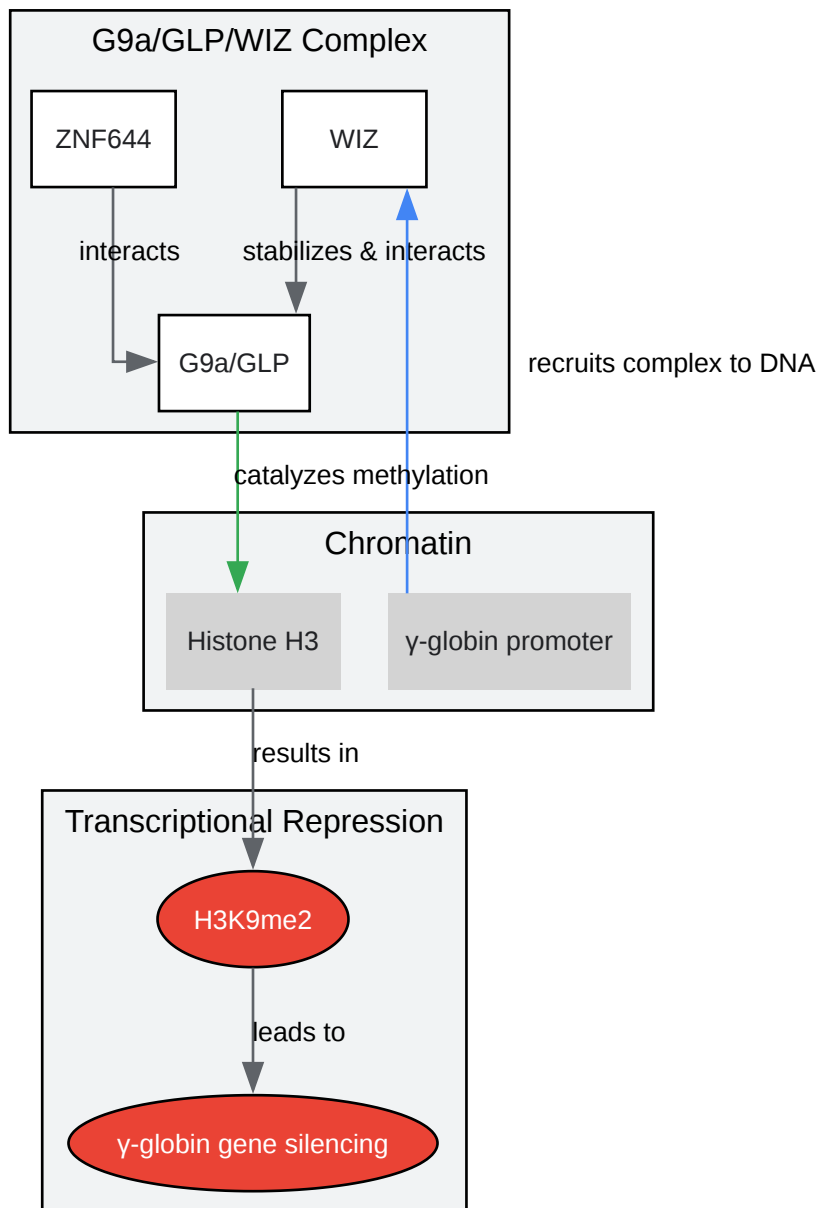 G9a/GLP/WIZ Complex
ZNF644
WIZ
interacts
stabilizes & interacts
G9a/GLP
recruits complex to DNA
catalyzes methylation
Chromatin
Histone H3
γ-globin promoter
results in
Transcriptional Repression
H3K9me2
leads to
γ-globin gene silencing